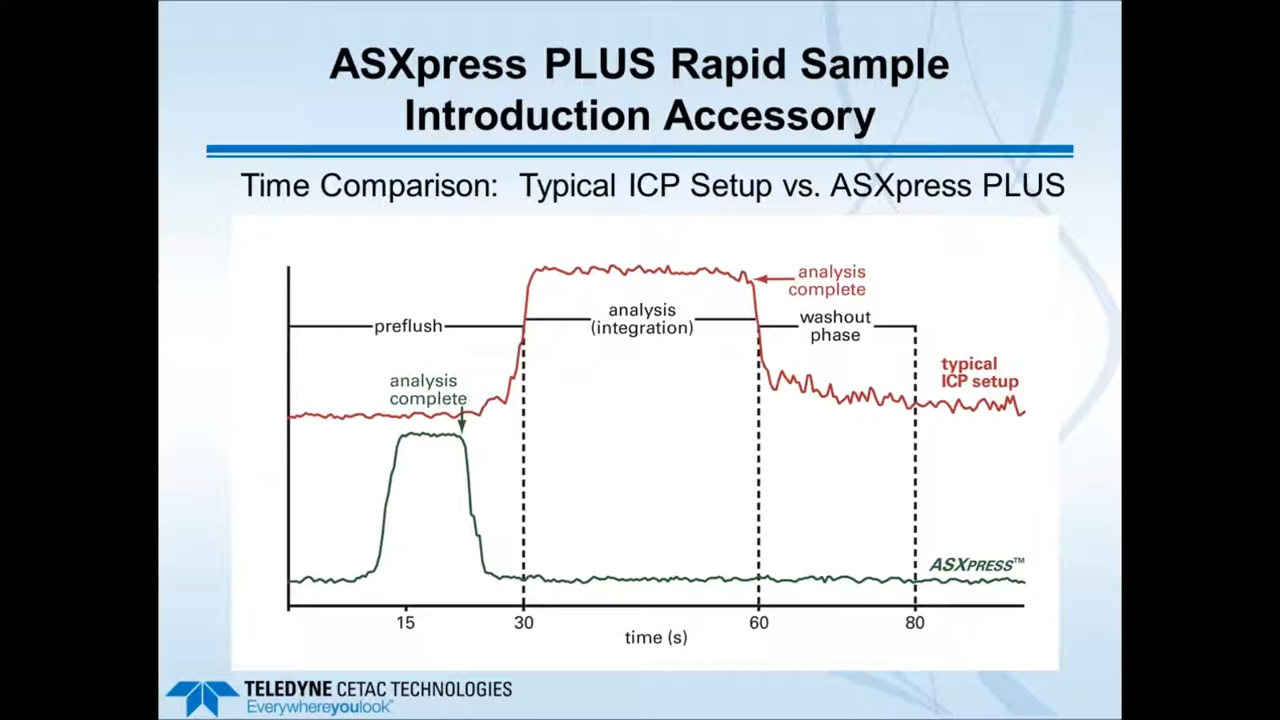 ASXpress PLUS Rapid Sample
Introduction Accessory
Time Comparison: Typical ICP Setup vs. ASXpress PLUS
analysis
complete
analysis
(integration)
preflush
washout
phase
typical
ICP setup
analysis
complete
ASXPRESS™
15
30
60
80
time (s)
TELEDYNE CETAC TECHNOLOGIES
Everywhereyoulook™